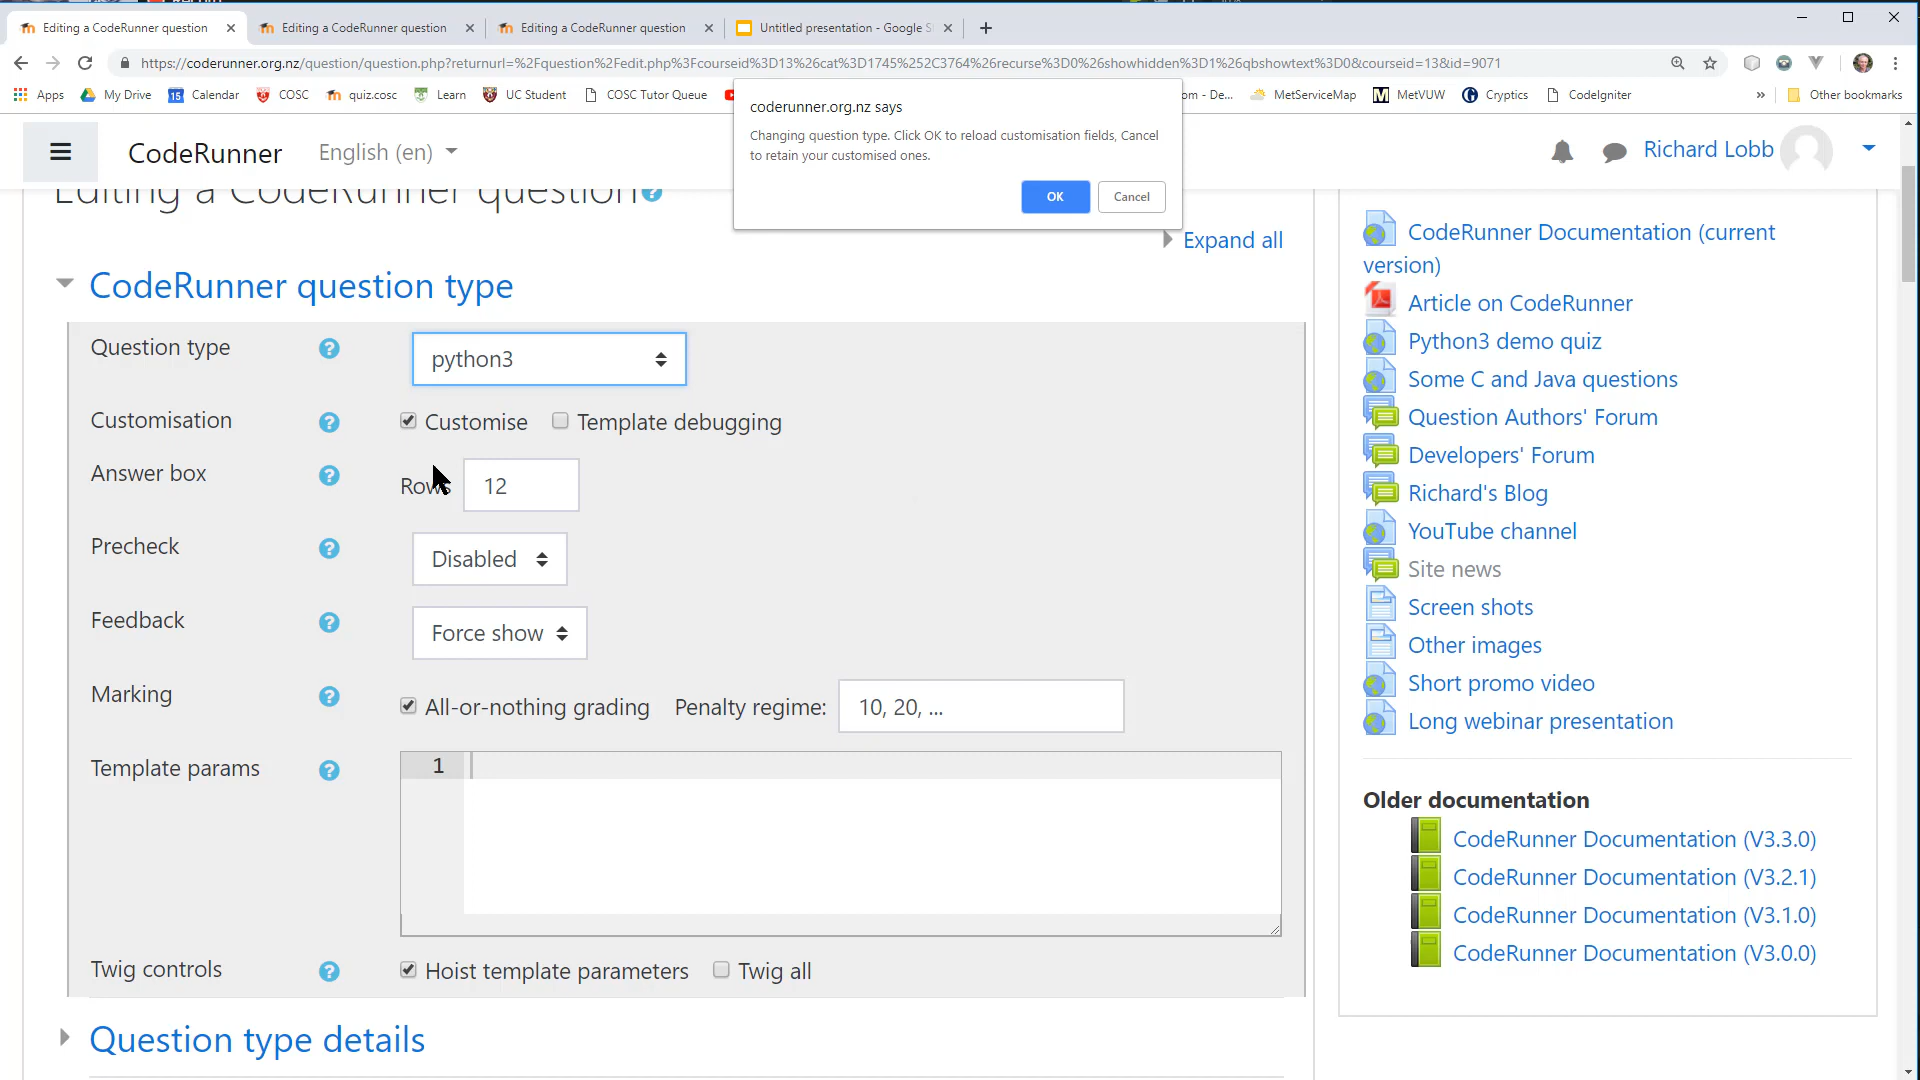 Editing a CodeRunner question
Editing a CodeRunner question
Editing a CodeRunner question
Untitled presentation - Google S
https://coderunner.org.nz/question/question.php?returnurl=%2Fquestion%2Fedit.php%3Fcourseid%3D13%26cat%3D1745%252C3764%26recurse%3D0%26showhidden%3D1%26qbshowtext%3D0&courseid=13&id=9071
Apps
My Drive
15 Calendar
COSC
quiz.cosc
Learn
UC Student
COSC Tutor Queue
om - De...
MetServiceMap
MetVUW
Cryptics
CodeIgniter
»
Other bookmarks
coderunner.org.nz says
Changing question type. Click OK to reload customisation fields, Cancel
to retain your customised ones.
OK
Cancel
CodeRunner
English (en)
Richard Lobb
Editing a CodeRunner question
Expand all
CodeRunner question type
Question type
python3
Customisation
Customise
Template debugging
Answer box
Rows
12
Precheck
Disabled
Feedback
Force show
Marking
All-or-nothing grading
Penalty regime:
10, 20, ...
Template params
1
Twig controls
Hoist template parameters
Twig all
Question type details
CodeRunner Documentation (current
version)
Article on CodeRunner
Python3 demo quiz
Some C and Java questions
Question Authors' Forum
Developers' Forum
Richard's Blog
YouTube channel
Site news
Screen shots
Other images
Short promo video
Long webinar presentation
Older documentation
CodeRunner Documentation (V3.3.0)
CodeRunner Documentation (V3.2.1)
CodeRunner Documentation (V3.1.0)
CodeRunner Documentation (V3.0.0)